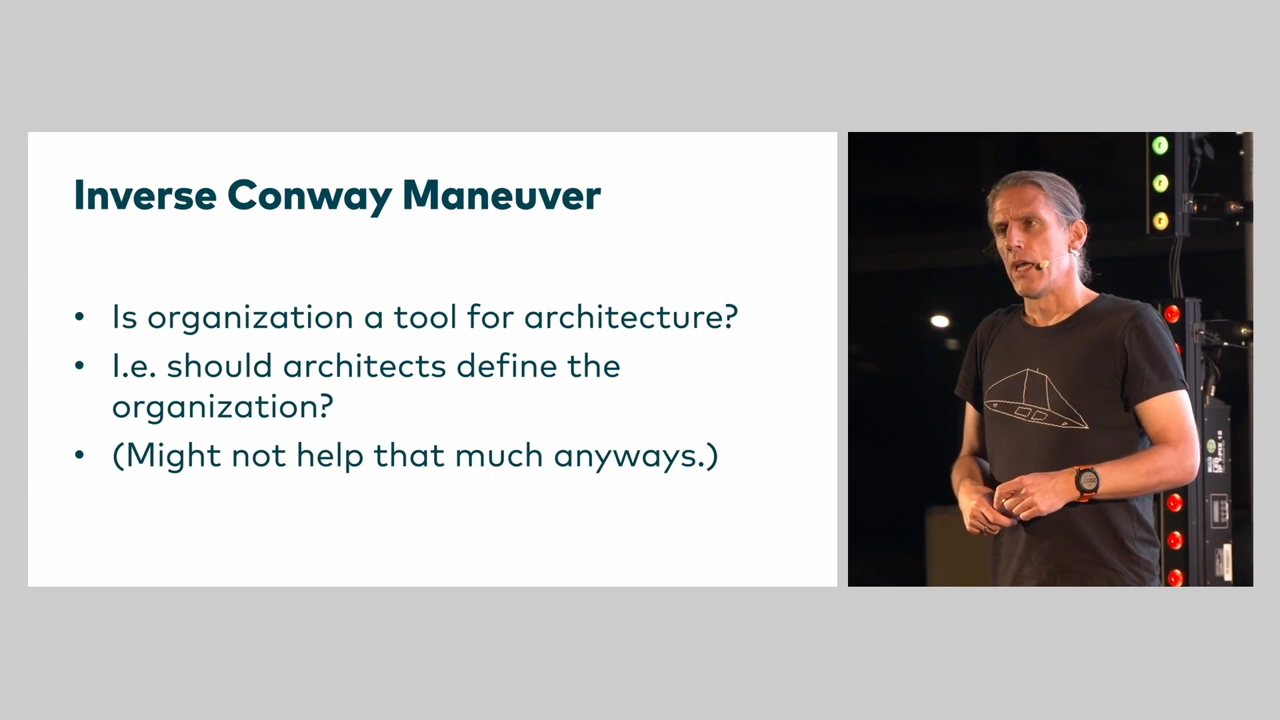 Inverse Conway Maneuver
• Is organization a tool for architecture?
• I.e. should architects define the
organization?
• (Might not help that much anyways.)